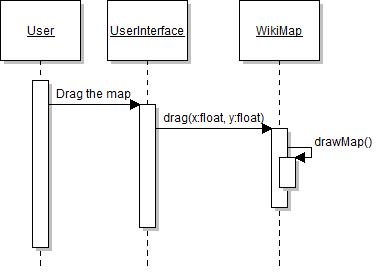 User
UserInterface
WikiMap
Drag the map
drag(x:float, y:float)
drawMap()